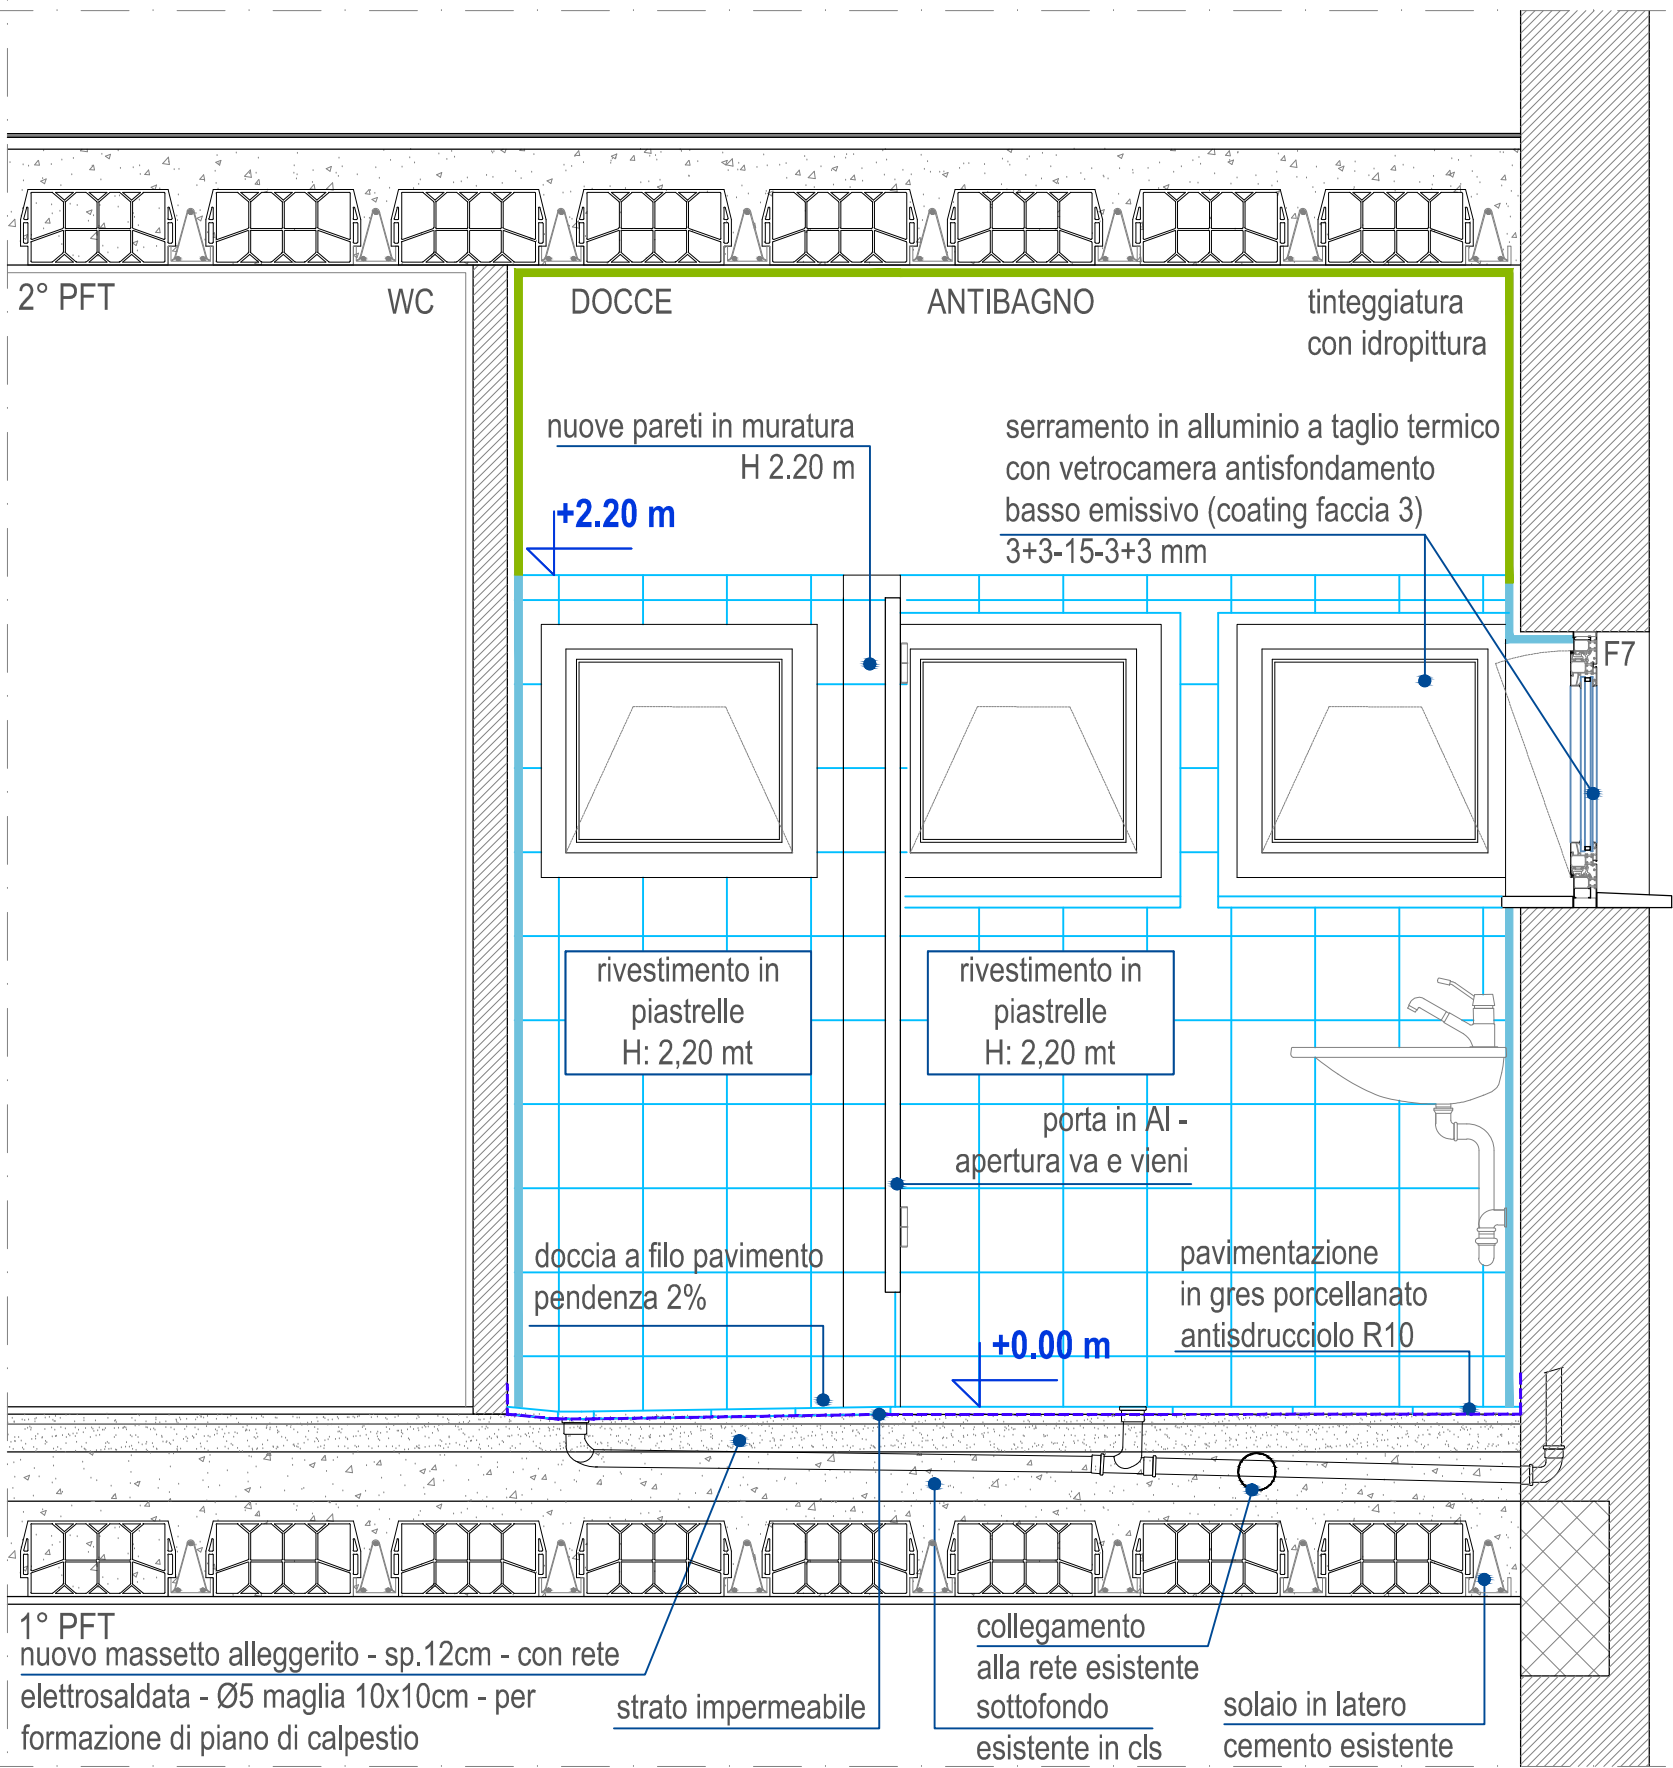 2° PFT
WC
DOCCE
ANTIBAGNO
tinteggiatura
con idropittura
nuove pareti in muratura
H 2.20 m
+2.20 m
serramento in alluminio a taglio termico
con vetrocamera antisfondamento
basso emissivo (coating faccia 3)
3+3-15-3+3 mm
F7
rivestimento in
piastrelle
H: 2,20 mt
rivestimento in
piastrelle
H: 2,20 mt
porta in Al -
apertura va e vieni
doccia a filo pavimento
pendenza 2%
pavimentazione
in gres porcellanato
antisdrucciolo R10
+0.00 m
1° PFT
nuovo massetto alleggerito - sp.12cm - con rete
elettrosaldata - Ø5 maglia 10x10cm - per
formazione di piano di calpestio
strato impermeabile
collegamento
alla rete esistente
sottofondo
esistente in cls
solaio in latero
cemento esistente